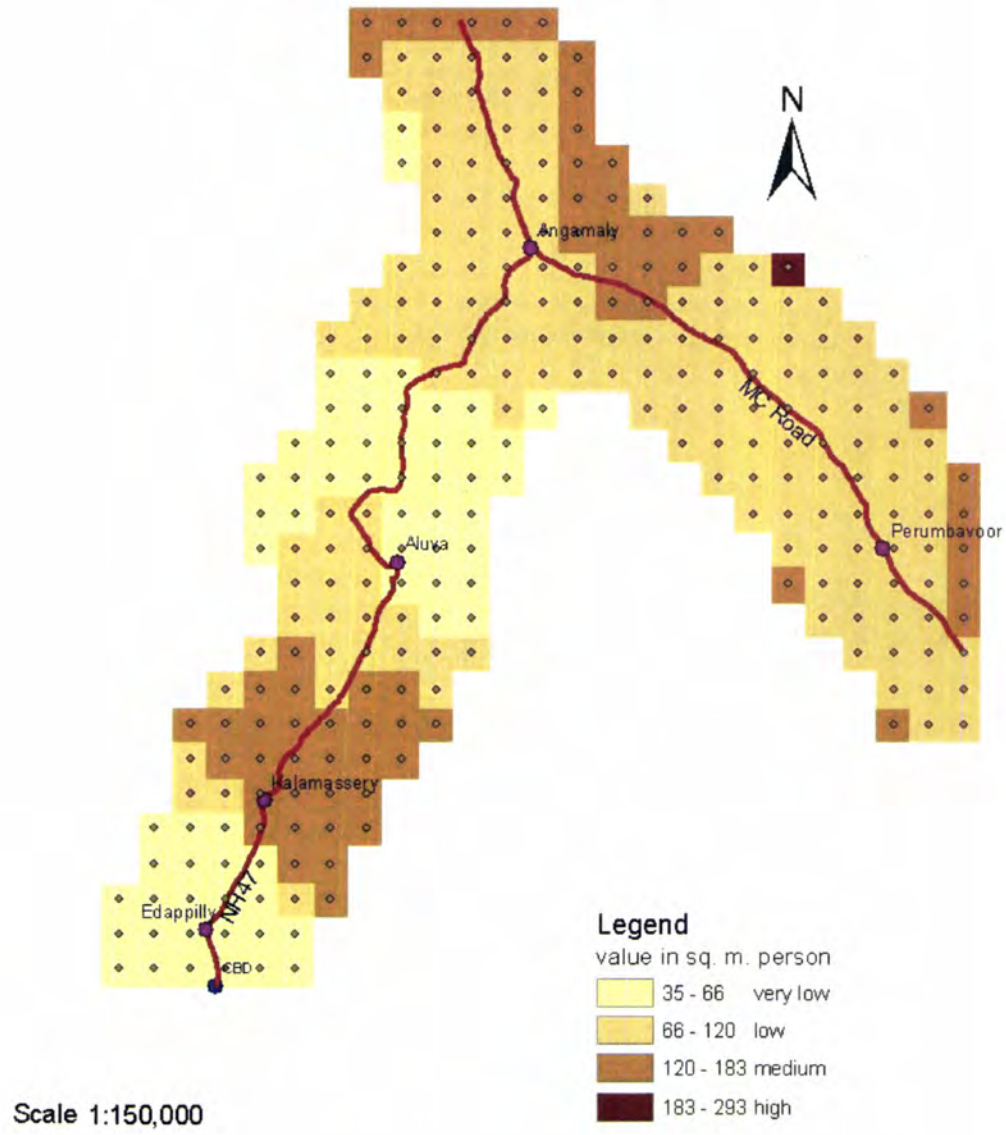 N
Angamaly
MC Road
Perumbavoor
Aluva
Kalamassery
NH47
Edappilly
CBD
Legend
value in sq. m. person
35 - 66 very low
66 - 120 low
120 - 183 medium
183 - 293 high
Scale 1:150,000